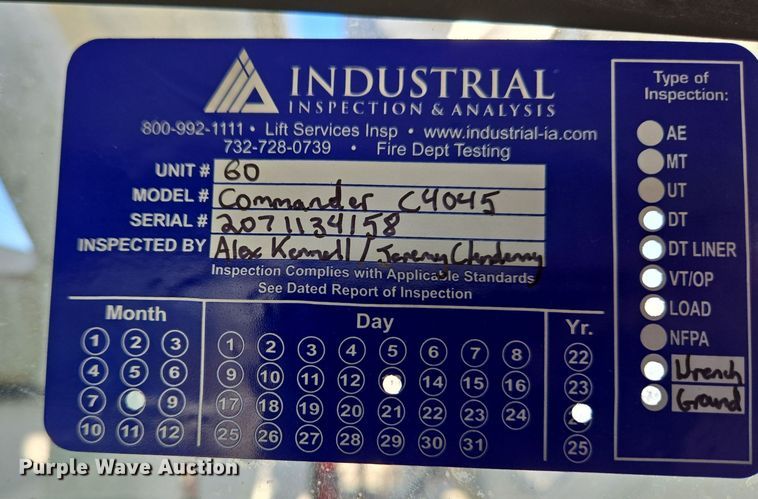 INDUSTRIAL
INSPECTION & ANALYSIS
800-992-1111 • Lift Services Insp • www.industrial-ia.com
732-728-0739 • Fire Dept Testing
UNIT # 60
MODEL # Commander C4045
SERIAL # 2071134158
INSPECTED BY Alex Kennell / Jeremy Clendenny
Inspection Complies with Applicable Standards
See Dated Report of Inspection
Month
1 2 3
4 5 6
7 9
10 11 12
Day
1 2 3 4 5 6 7 8
9 10 11 12 14 15 16
17 18 19 20 21 22 23 24
25 26 27 28 29 30 31
Yr.
22
23
25
Type of
Inspection:
AE
MT
UT
DT
DT LINER
VT/OP
LOAD
NFPA
Wrench
Ground
Purple Wave Auction